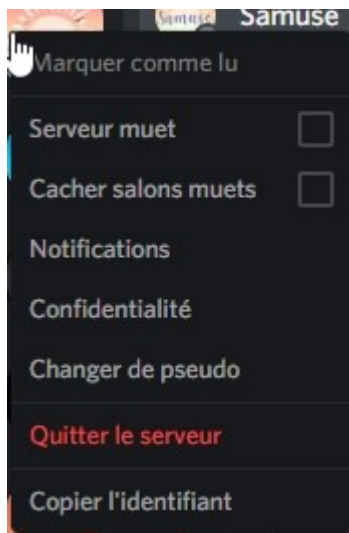 Samuse
Samuse
Marquer comme lu
Serveur muet
Cacher salons muets
Notifications
Confidentialité
Changer de pseudo
Quitter le serveur
Copier l'identifiant